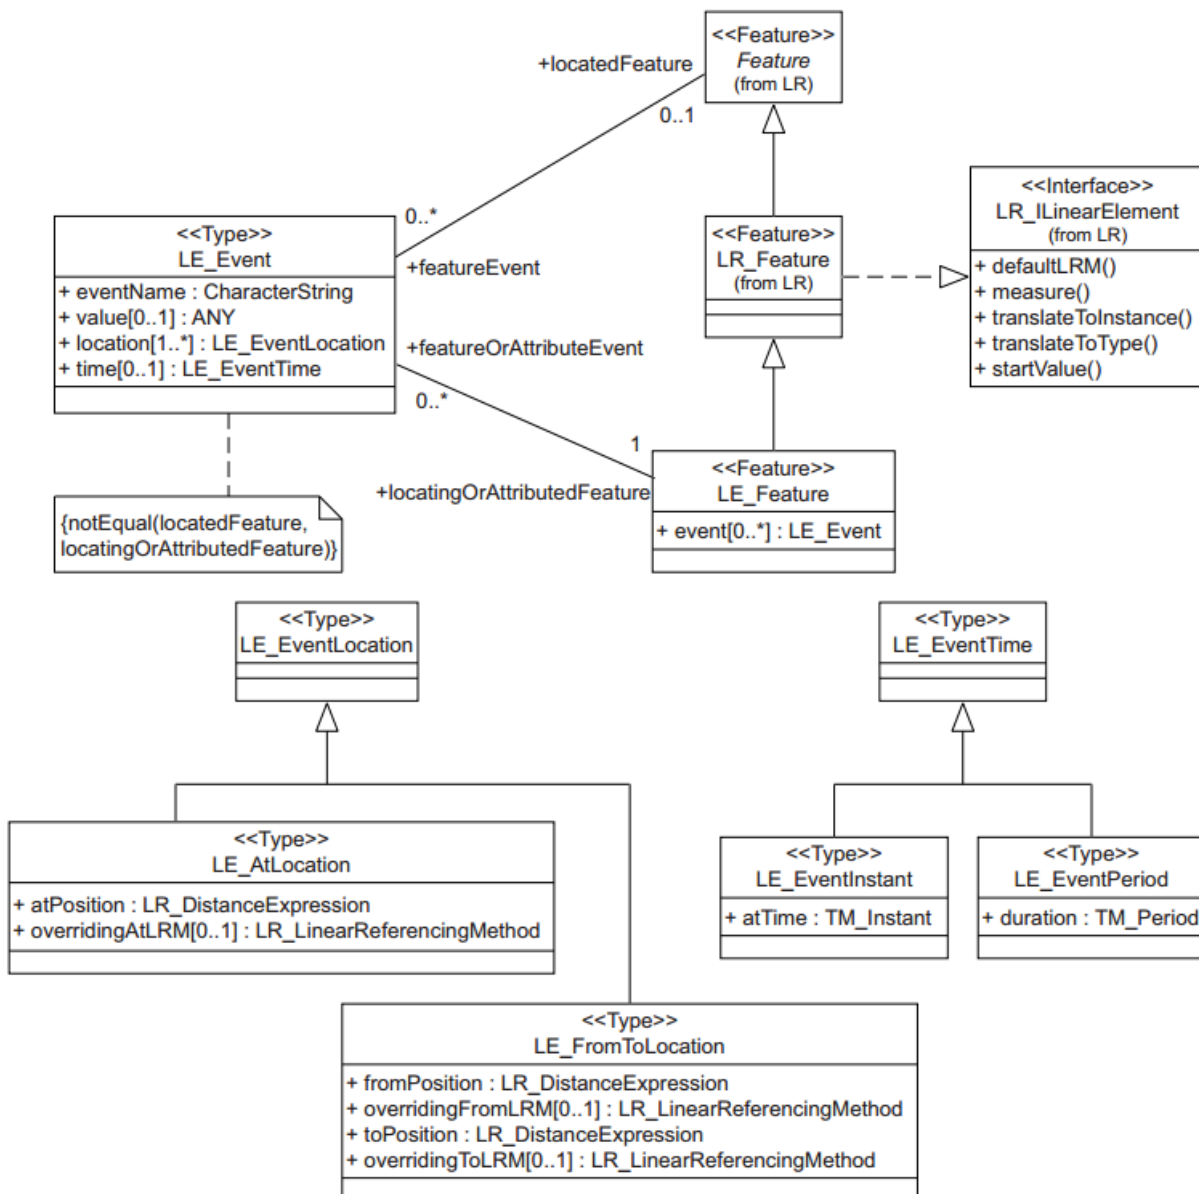 <<Feature>>
Feature
(from LR)
+locatedFeature
0..1
0..*
+featureEvent
<<Type>>
LE_Event
+ eventName : CharacterString
+ value[0..1] : ANY
+ location[1..*] : LE_EventLocation
+ time[0..1] : LE_EventTime
<<Feature>>
LR_Feature
(from LR)
<<Interface>>
LR_ILinearElement
(from LR)
+ defaultLRM()
+ measure()
+ translateToInstance()
+ translateToType()
+ startValue()
+featureOrAttributeEvent
0..*
1
+locatingOrAttributedFeature
<<Feature>>
LE_Feature
+ event[0..*] : LE_Event
{notEqual(locatedFeature,
locatingOrAttributedFeature)}
<<Type>>
LE_EventLocation
<<Type>>
LE_EventTime
<<Type>>
LE_AtLocation
+ atPosition : LR_DistanceExpression
+ overridingAtLRM[0..1] : LR_LinearReferencingMethod
<<Type>>
LE_EventInstant
+ atTime : TM_Instant
<<Type>>
LE_EventPeriod
+ duration : TM_Period
<<Type>>
LE_FromToLocation
+ fromPosition : LR_DistanceExpression
+ overridingFromLRM[0..1] : LR_LinearReferencingMethod
+ toPosition : LR_DistanceExpression
+ overridingToLRM[0..1] : LR_LinearReferencingMethod